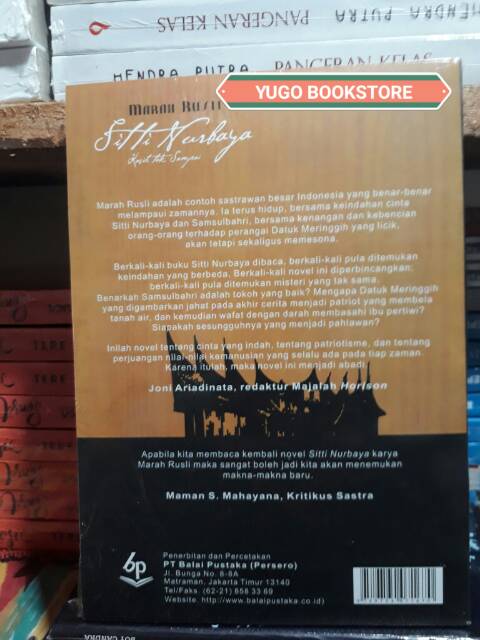 HENDRA PUTRA
PANGERAN KELAS
HENDRA PUTRA PANGERAN KELAS
YUGO BOOKSTORE
MARAH RUSLI
Sitti Nurbaya
Kasih tak Sampai
Marah Rusli adalah contoh sastrawan besar Indonesia yang benar-benar
melampaui zamannya. Ia terus hidup, bersama keindahan cinta
Sitti Nurbaya dan Samsulbahri, bersama kenangan dan kebencian
orang-orang terhadap perangai Datuk Meringgih yang licik,
akan tetapi sekaligus memesona.
Berkali-kali buku Sitti Nurbaya dibaca, berkali-kali pula ditemukan
keindahan yang berbeda. Berkali-kali novel ini diperbincangkan;
berkali-kali pula ditemukan misteri yang tak sama.
Benarkah Samsulbahri adalah tokoh yang baik? Mengapa Datuk Meringgih
yang digambarkan jahat pada akhir cerita menjadi patriot yang membela
tanah air, dan kemudian wafat dengan darah membasahi ibu pertiwi?
Siapakah sesungguhnya yang menjadi pahlawan?
Inilah novel tentang cinta yang indah, tentang patriotisme, dan tentang
perjuangan nilai-nilai kemanusian yang selalu ada pada tiap zaman.
Karena itulah, maka novel ini menjadi abadi.
Joni Ariadinata, redaktur Majalah Horison
Apabila kita membaca kembali novel Sitti Nurbaya karya
Marah Rusli maka sangat boleh jadi kita akan menemukan
makna-makna baru.
Maman S. Mahayana, Kritikus Sastra
bp
Penerbitan dan Percetakan
PT Balai Pustaka (Persero)
Jl. Bunga No. 8-8A
Matraman, Jakarta Timur 13140
Tel/Faks. (62-21) 858 33 69
Website. http://www.balaipustaka.co.id)
TERE
TERE
BOY CANDRA